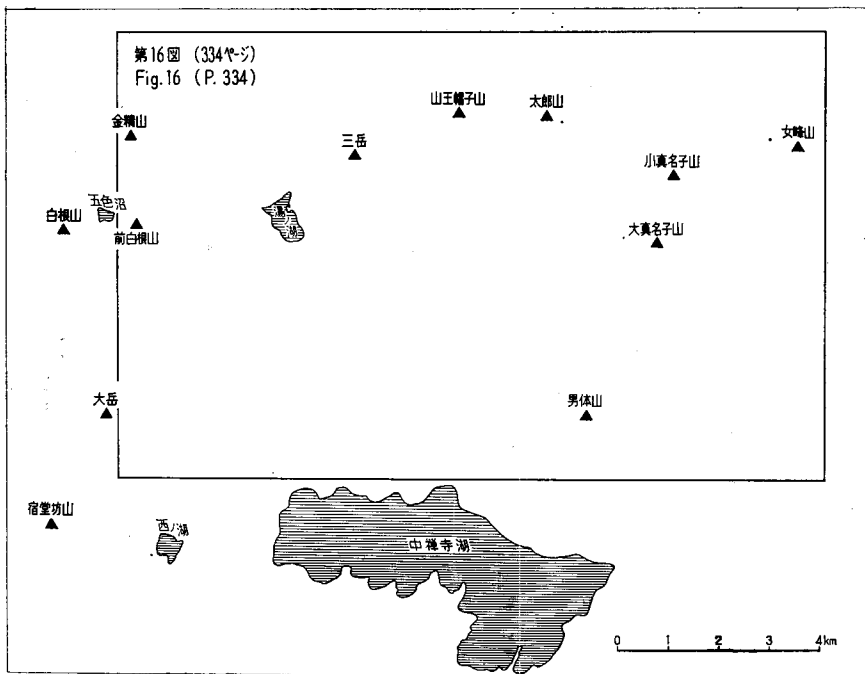 第16図 (334ページ)
Fig.16 (P. 334)
山王帽子山
太郎山
金精山
女峰山
三岳
小真名子山
五色沼
白根山
湯ノ湖
前白根山
大真名子山
大岳
男体山
宿堂坊山
西ノ湖
中禅寺湖
0 1 2 3 4km